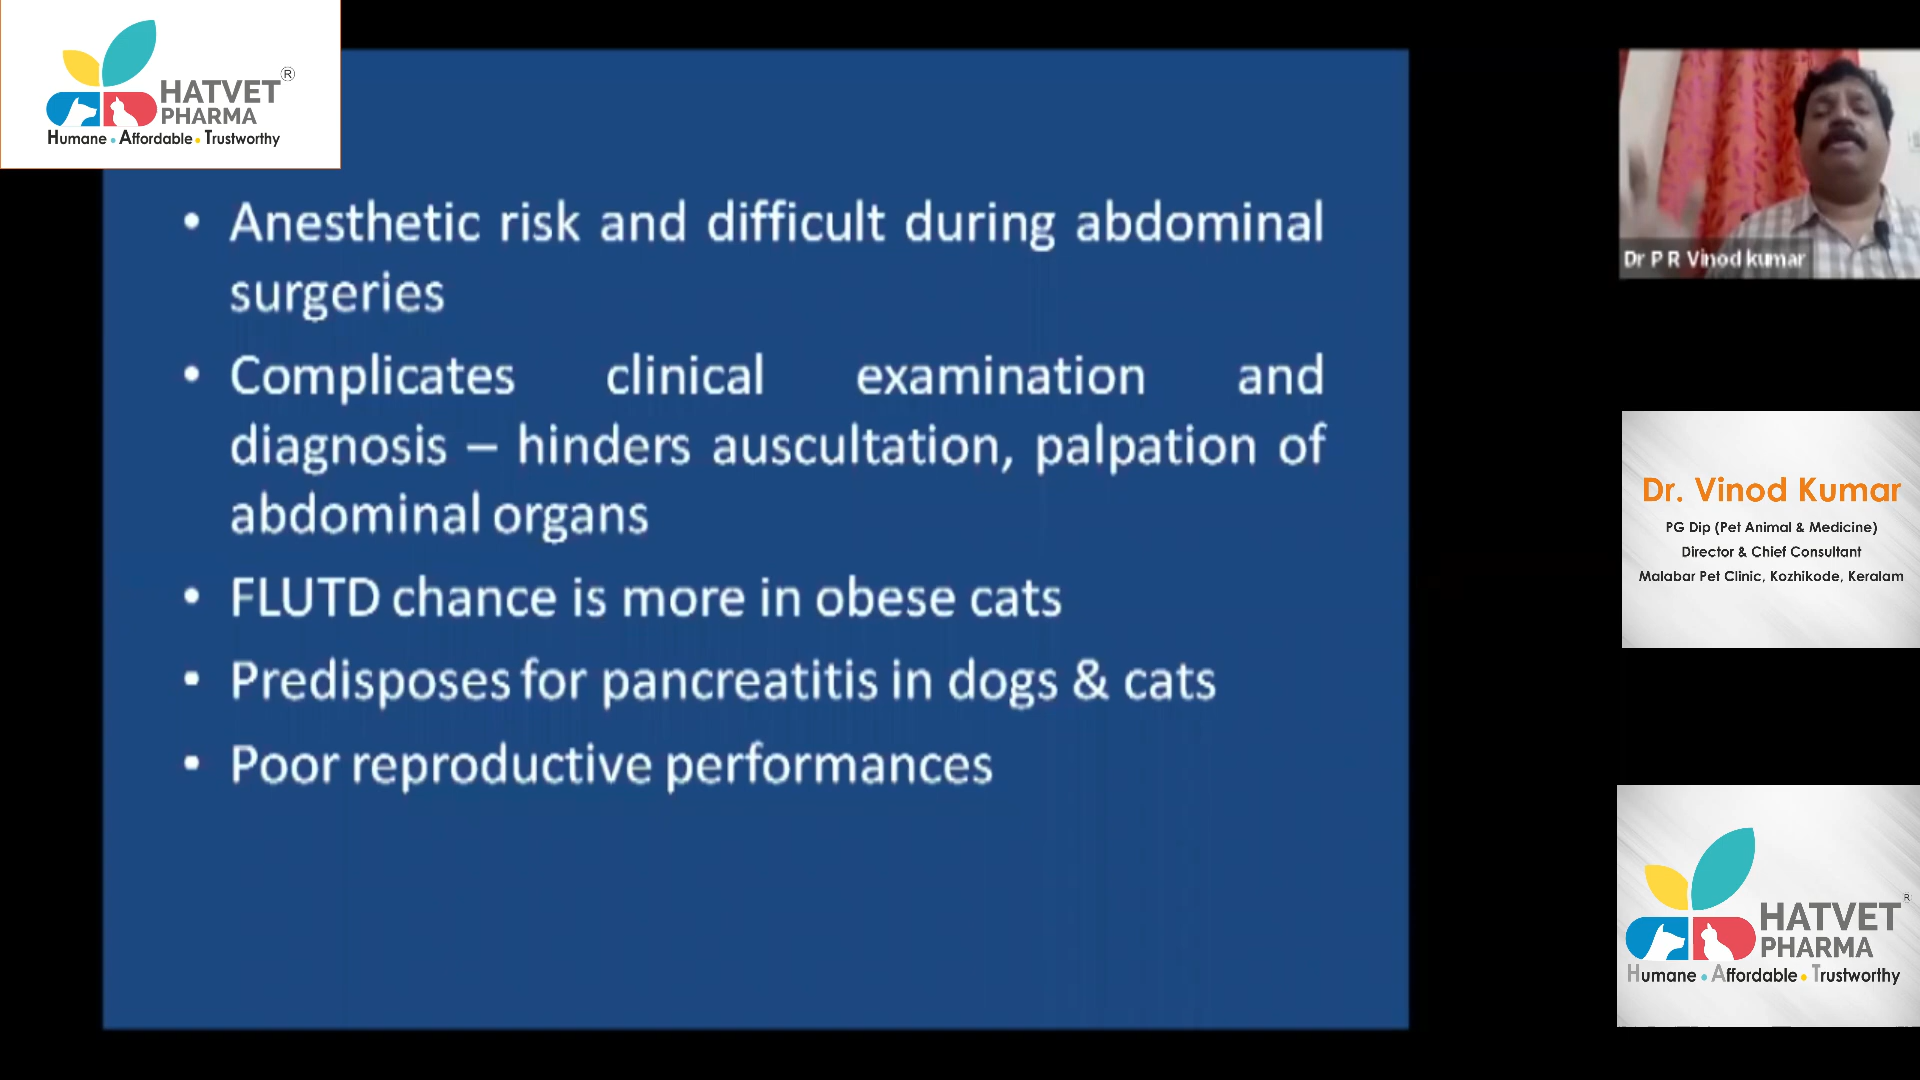 HATVET®
PHARMA
Humane • Affordable • Trustworthy
• Anesthetic risk and difficult during abdominal
surgeries
• Complicates clinical examination and
diagnosis – hinders auscultation, palpation of
abdominal organs
• FLUTD chance is more in obese cats
• Predisposes for pancreatitis in dogs & cats
• Poor reproductive performances
Dr P R Vinod kumar
Dr. Vinod Kumar
PG Dip (Pet Animal & Medicine)
Director & Chief Consultant
Malabar Pet Clinic, Kozhikode, Keralam
HATVET®
PHARMA
Humane • Affordable • Trustworthy